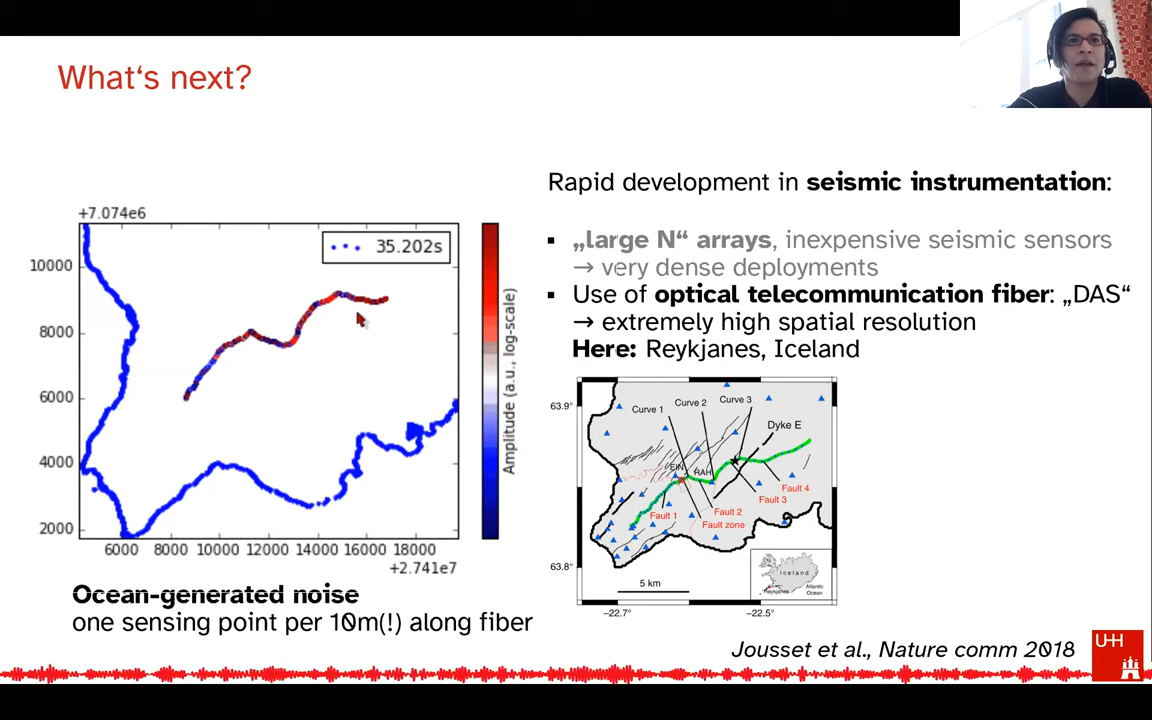 What‘s next?
Rapid development in seismic instrumentation:
▪ „large N“ arrays, inexpensive seismic sensors
→ very dense deployments
▪ Use of optical telecommunication fiber: „DAS“
→ extremely high spatial resolution
Here: Reykjanes, Iceland
+7.074e6
35.202s
10000
8000
6000
4000
2000
6000 8000 10000 12000 14000 16000 18000
+2.741e7
Amplitude (a.u., log-scale)
Ocean-generated noise
one sensing point per 10m(!) along fiber
63.9°
63.8°
Curve 1
Curve 2
Curve 3
Dyke E
EIN
RAH
Fault 4
Fault 3
Fault 1
Fault 2
Fault zone
5 km
Iceland
Reykjanes
Atlantic
Ocean
−22.7°
−22.5°
Jousset et al., Nature comm 2018
UHH